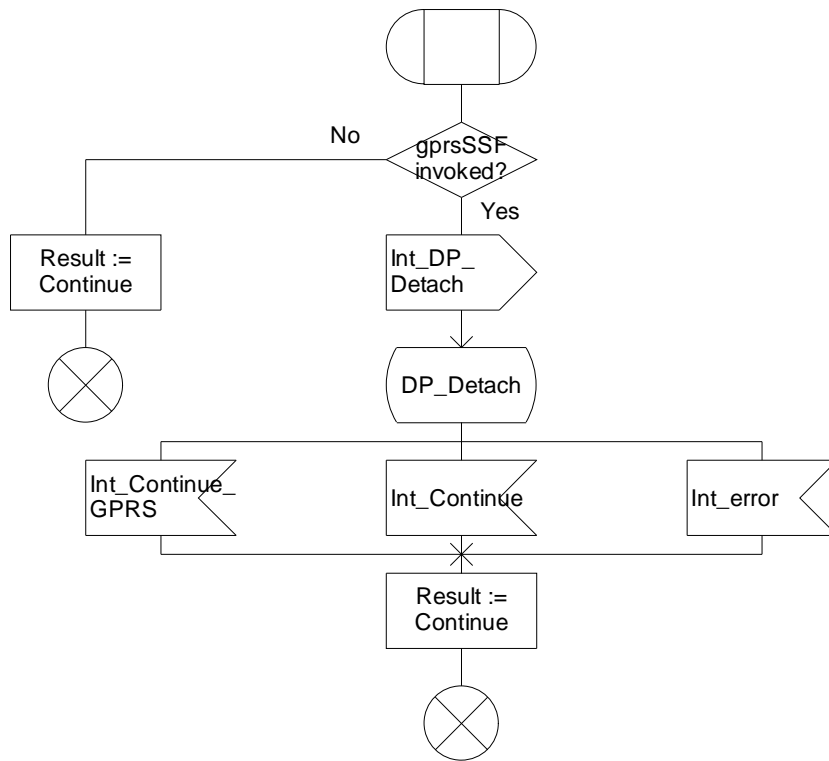 No
gprsSSF
invoked?
Yes
Result :=
Continue
Int_DP_
Detach
DP_Detach
Int_Continue_
GPRS
Int_Continue
Int_error
Result :=
Continue